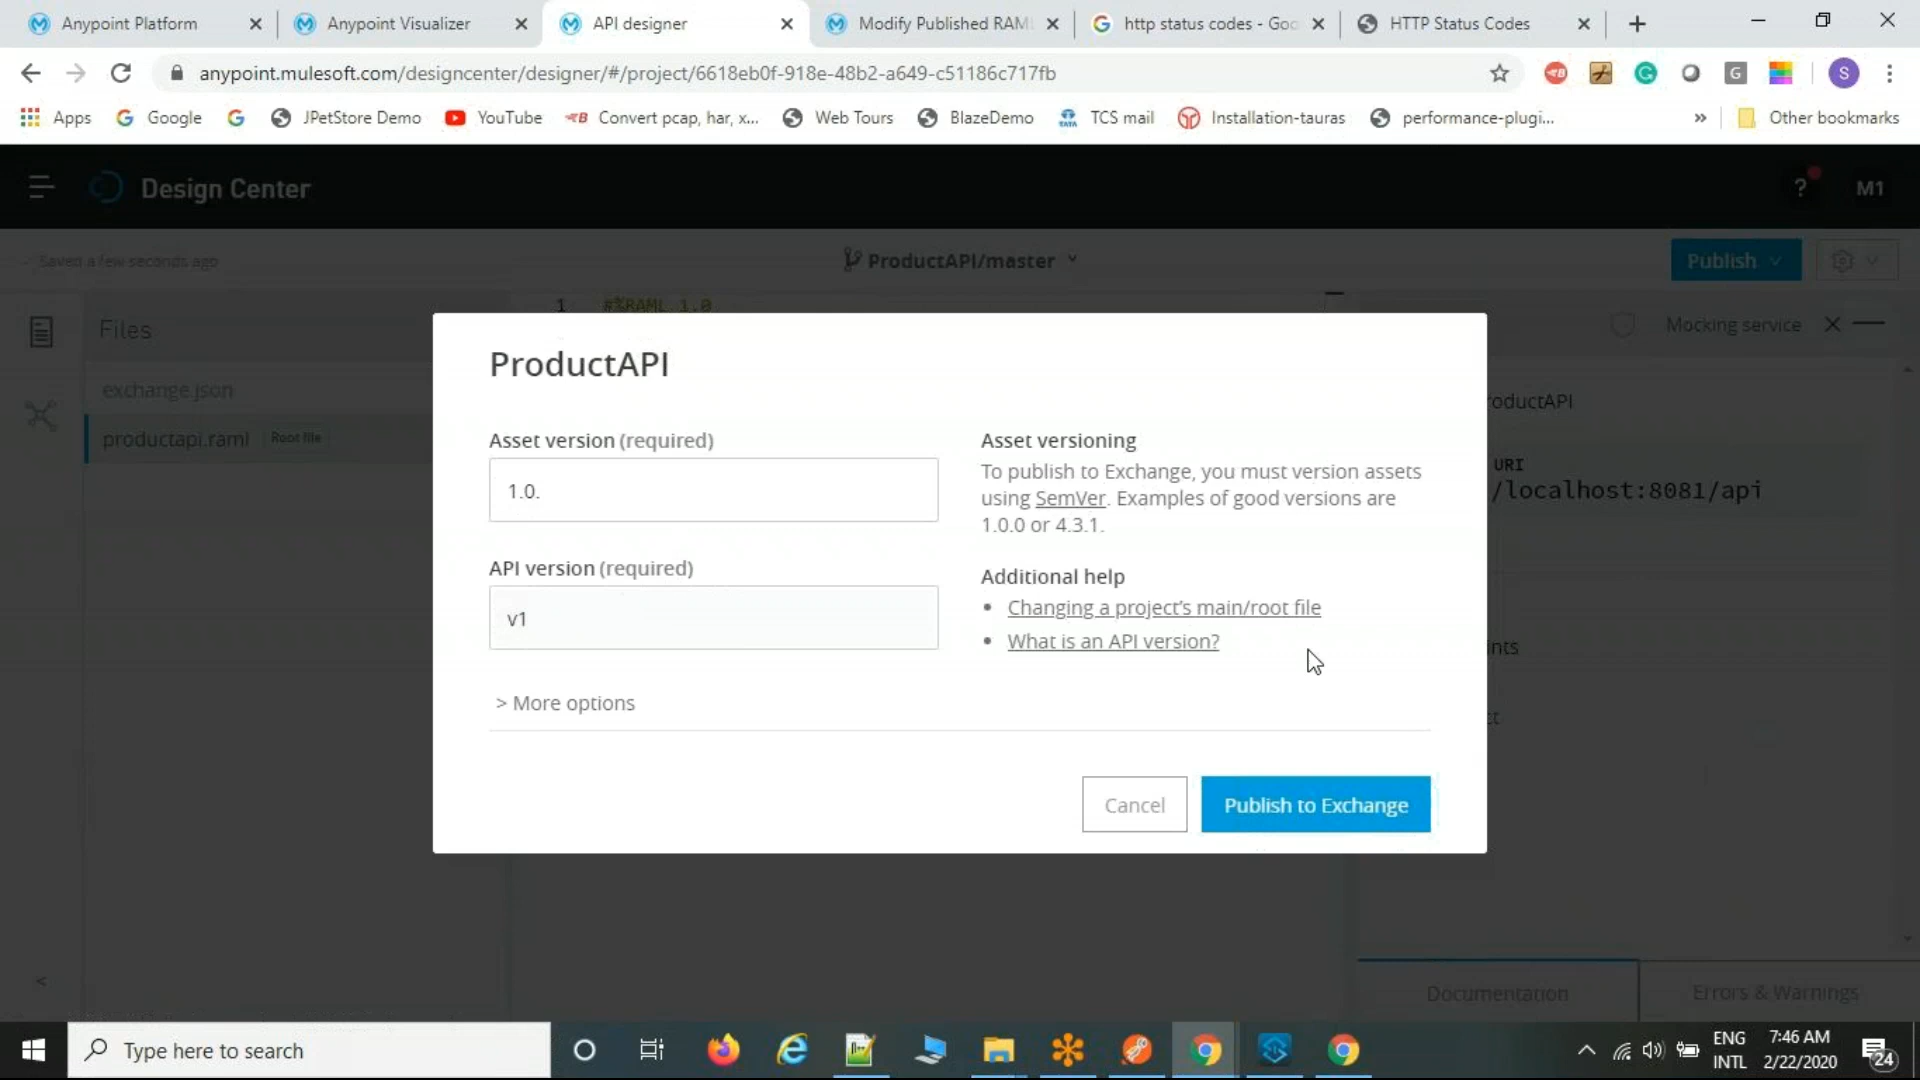 Anypoint Platform
Anypoint Visualizer
API designer
Modify Published RAM
http status codes - Goo
HTTP Status Codes
anypoint.mulesoft.com/designcenter/designer/#/project/6618eb0f-918e-48b2-a649-c51186c717fb
S
Apps
Google
JPetStore Demo
YouTube
Convert pcap, har, x...
Web Tours
BlazeDemo
TCS mail
Installation-tauras
performance-plugi...
»
Other bookmarks
Design Center
?
M1
Saved a few seconds ago
ProductAPI/master
Publish
Files
1 #%RAML 1.0
Mocking service
exchange.json
productapi.raml
Root file
ProductAPI
Asset version (required)
1.0.
API version (required)
v1
> More options
Asset versioning
To publish to Exchange, you must version assets
using SemVer. Examples of good versions are
1.0.0 or 4.3.1.
Additional help
• Changing a project's main/root file
• What is an API version?
Cancel
Publish to Exchange
roductAPI
URI
/localhost:8081/api
ints
ct
<
Documentation
Errors & Warnings
Type here to search
ENG
INTL
7:46 AM
2/22/2020
24